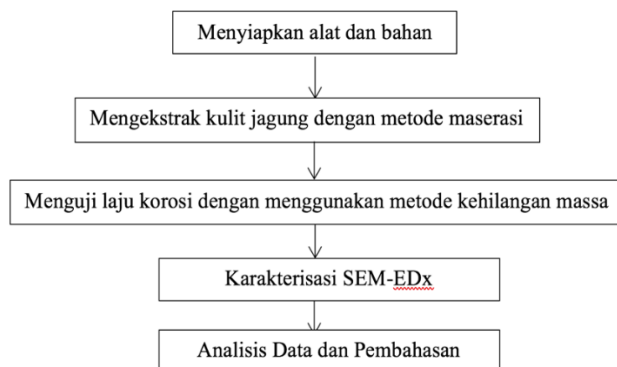 Menyiapkan alat dan bahan
Mengekstrak kulit jagung dengan metode maserasi
Menguji laju korosi dengan menggunakan metode kehilangan massa
Karakterisasi SEM-EDx
Analisis Data dan Pembahasan